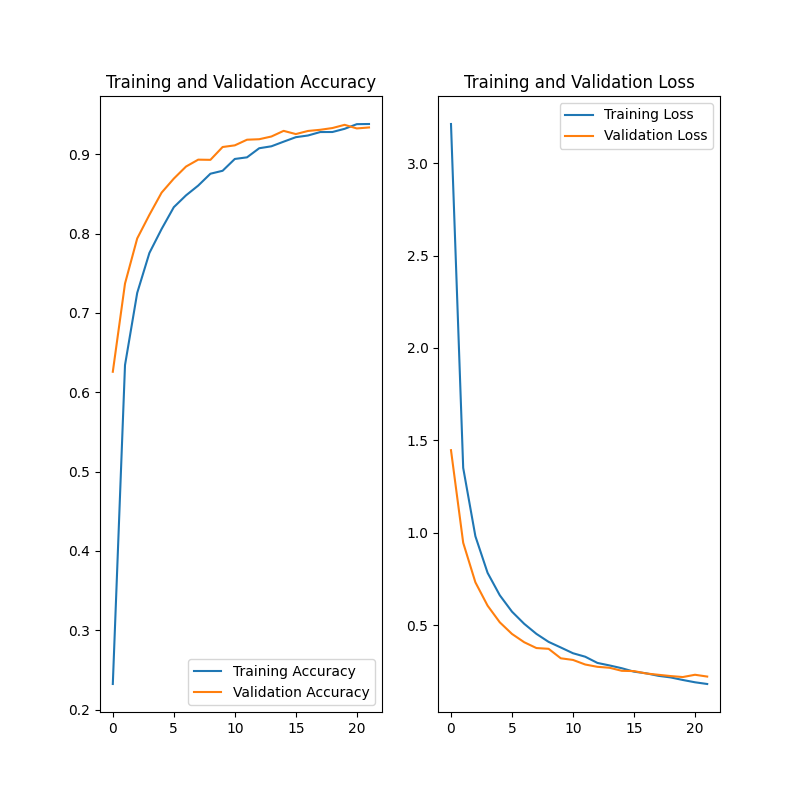 Training and Validation Accuracy
0.9
0.8
0.7
0.6
0.5
0.4
0.3
0.2
0 5 10 15 20
Training Accuracy
Validation Accuracy
Training and Validation Loss
3.0
2.5
2.0
1.5
1.0
0.5
0 5 10 15 20
Training Loss
Validation Loss